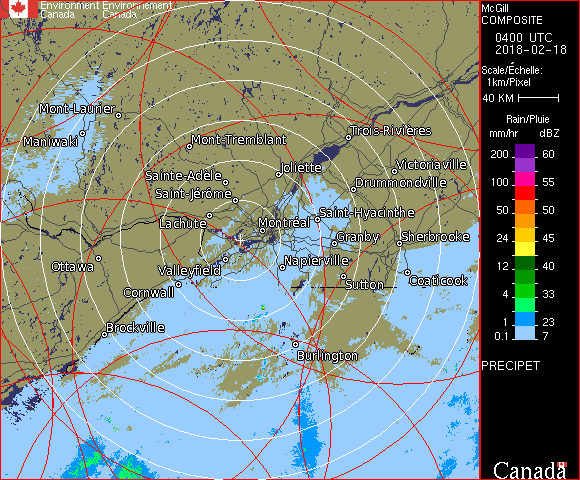 Environment Environnement
Canada Canada
McGill
COMPOSITE
0400 UTC
2018-02-18
Scale/Échelle:
1km/Pixel
40 KM
Rain/Pluie
mm/hr dBZ
200 60
100 55
50 50
24 45
12 40
4 33
1 23
0.1 7
PRECIPET
Canada
Mont-Laurier
Maniwaki
Mont-Tremblant
Trois-Rivières
Sainte-Adèle
Joliette
Victoriaville
Saint-Jérôme
Drummondville
Lachute
Montréal
Saint-Hyacinthe
Granby
Sherbrooke
Ottawa
Valleyfield
Napierville
Cornwall
Sutton
Coaticook
Brockville
Burlington